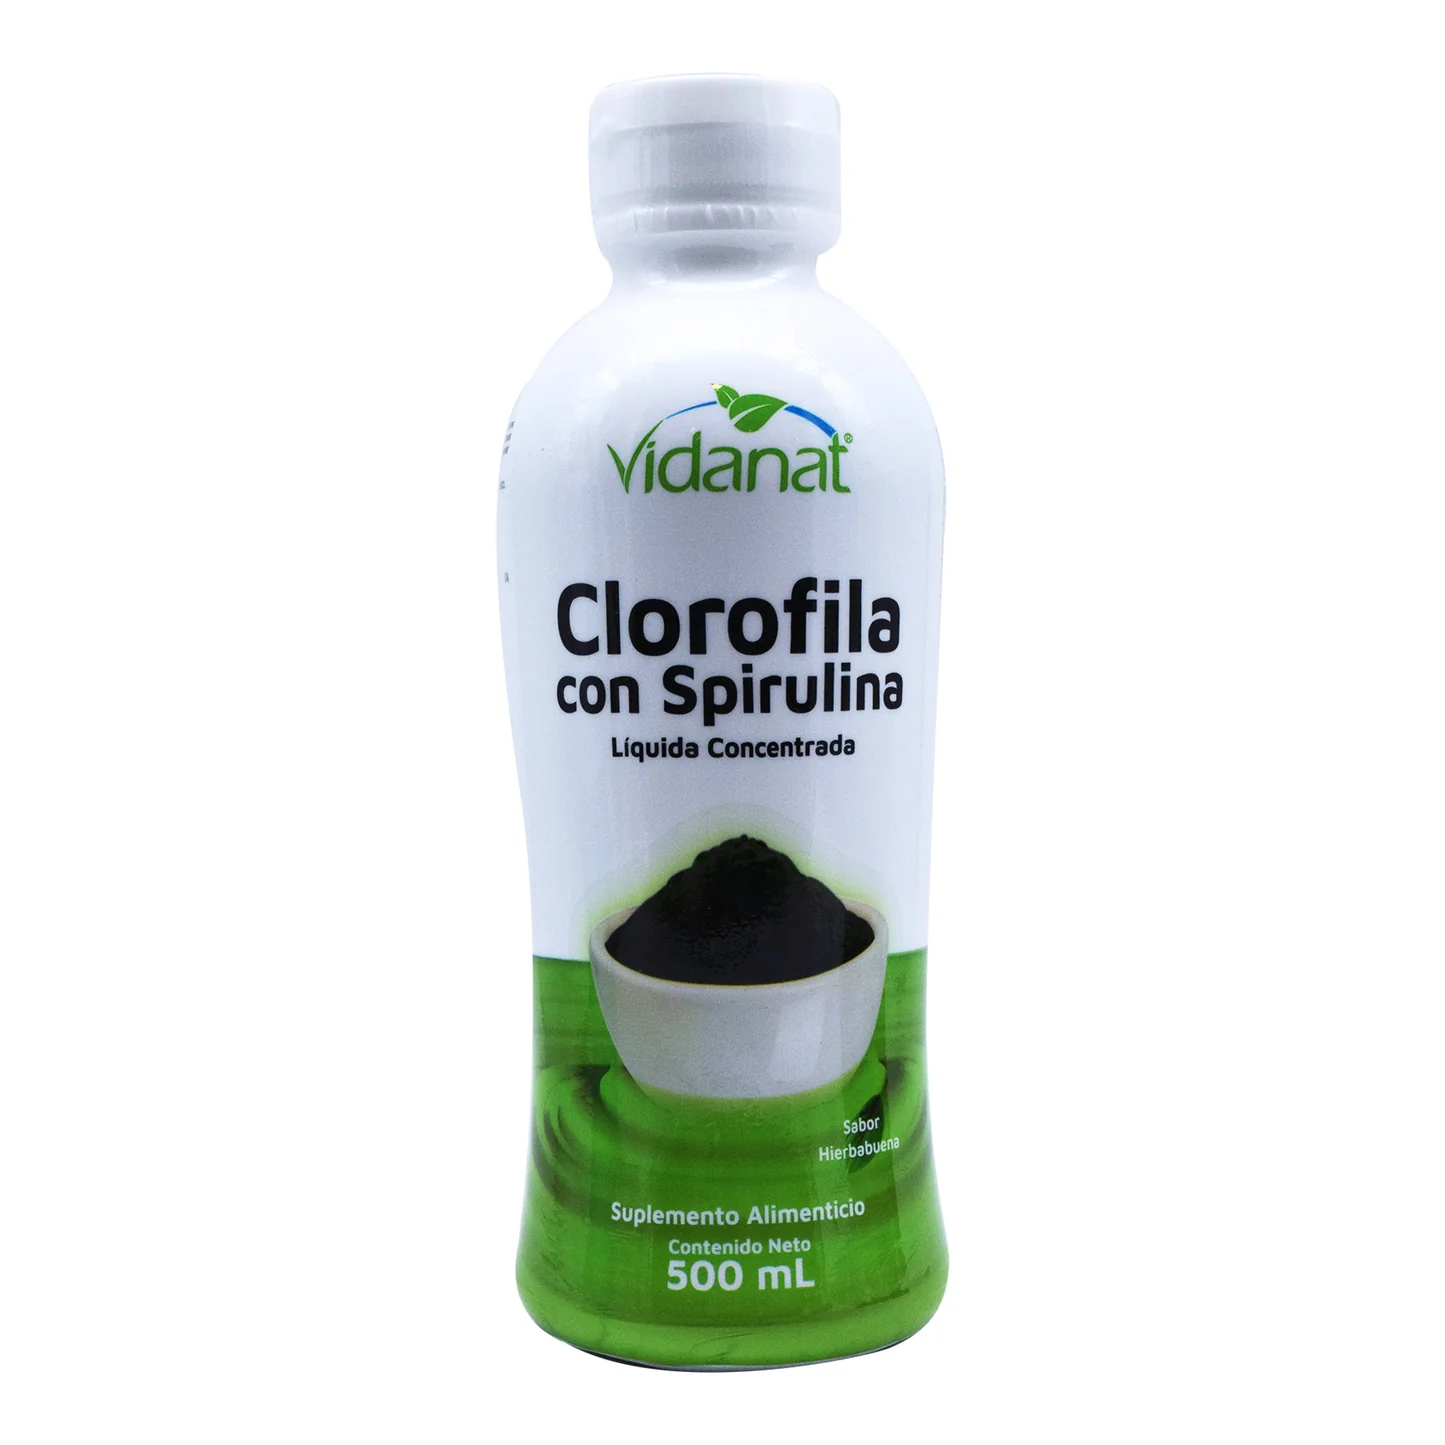 Vidanat®
Clorofila
con Spirulina
Líquida Concentrada
Sabor
Hierbabuena
Suplemento Alimenticio
Contenido Neto
500 mL